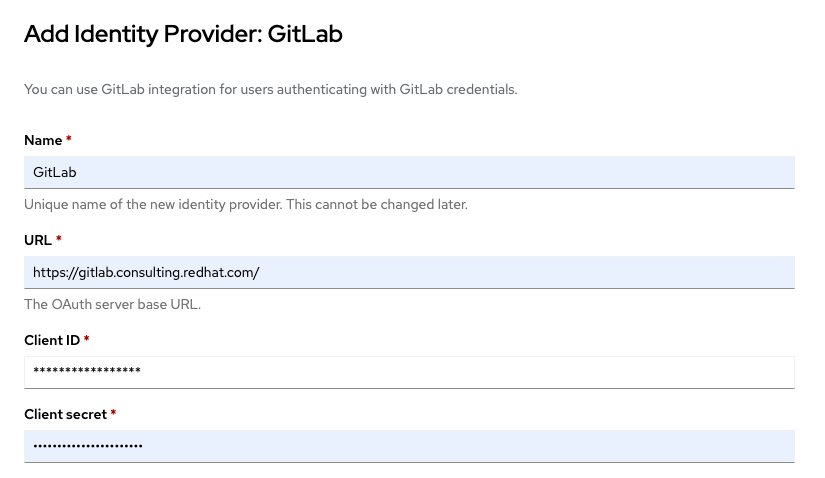 Add Identity Provider: GitLab
You can use GitLab integration for users authenticating with GitLab credentials.
Name *
GitLab
Unique name of the new identity provider. This cannot be changed later.
URL *
https://gitlab.consulting.redhat.com/
The OAuth server base URL.
Client ID *
*****************
Client secret *
•••••••••••••••••••••••